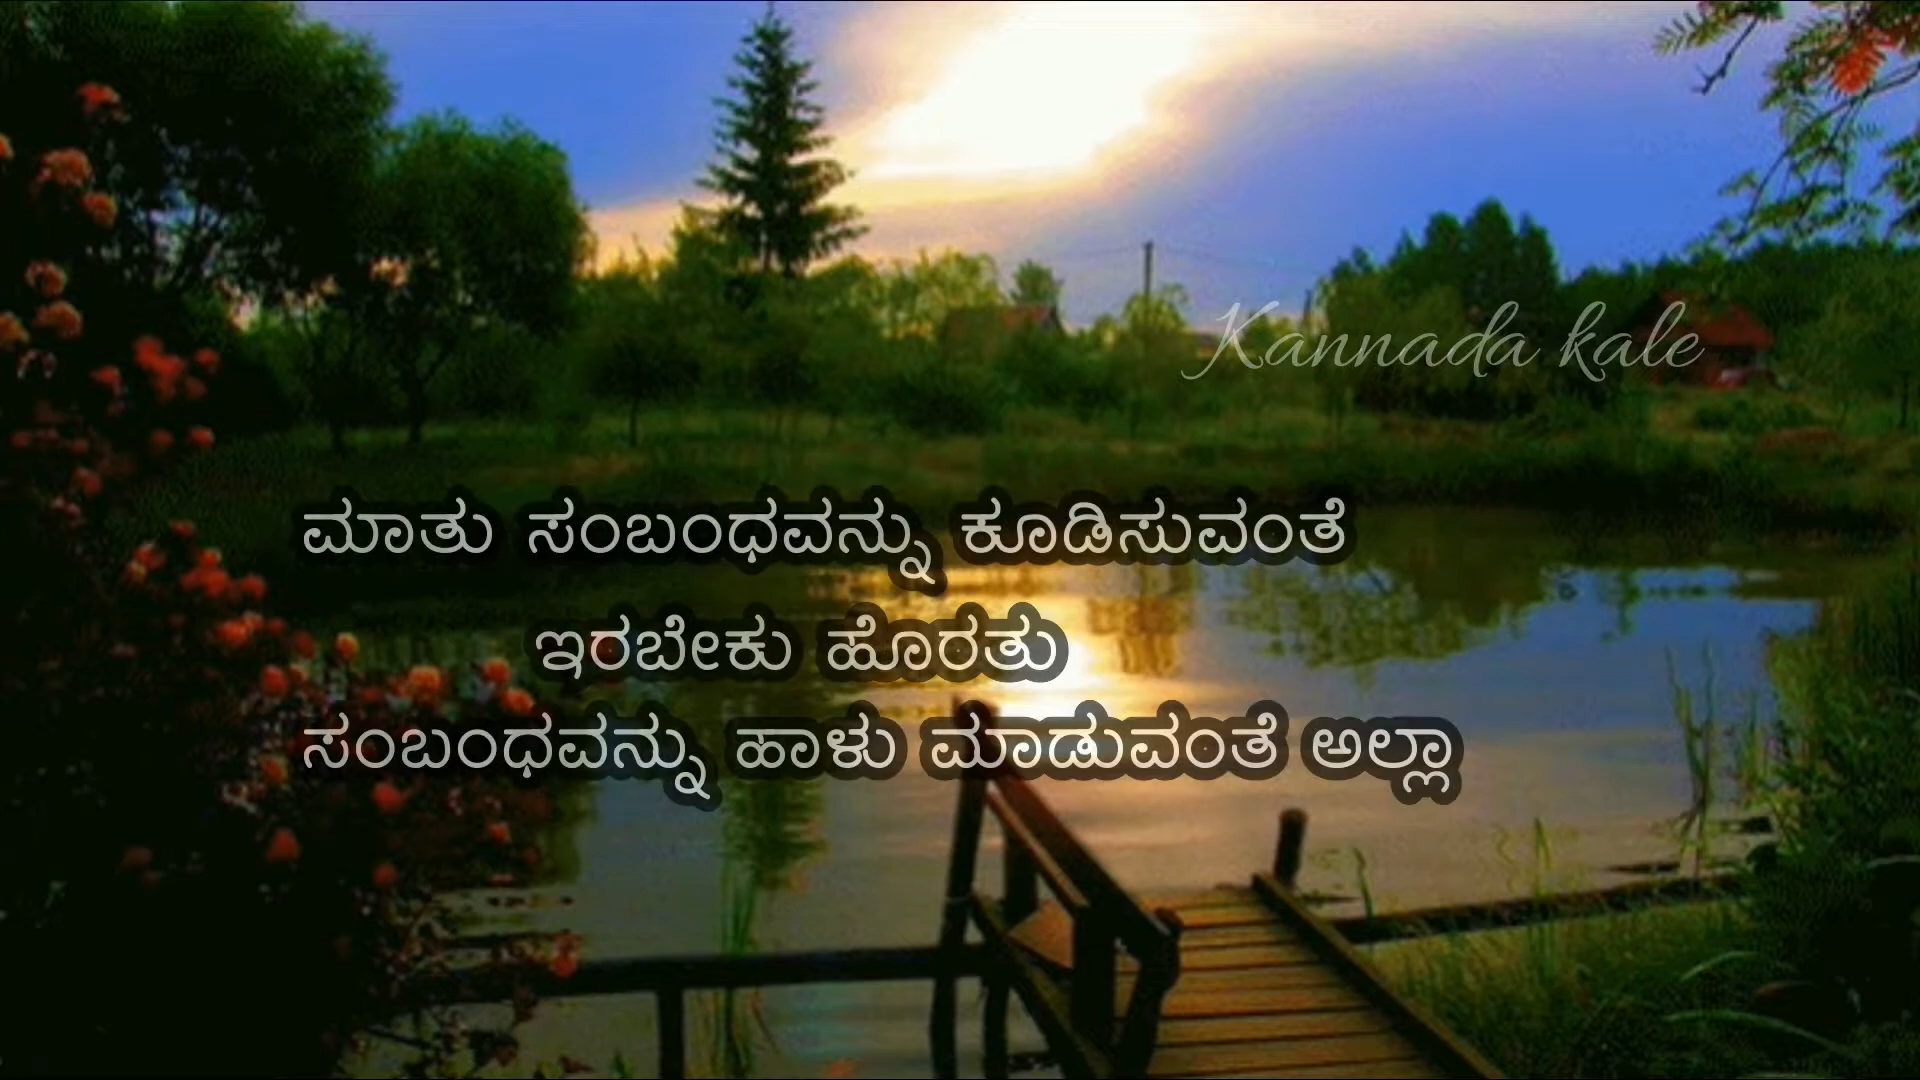 Kannada kale
ಮಾತು ಸಂಬಂಧವನ್ನು ಕೂಡಿಸುವಂತೆ
ಇರಬೇಕು ಹೊರತು
ಸಂಬಂಧವನ್ನು ಹಾಳು ಮಾಡುವಂತೆ ಅಲ್ಲಾ